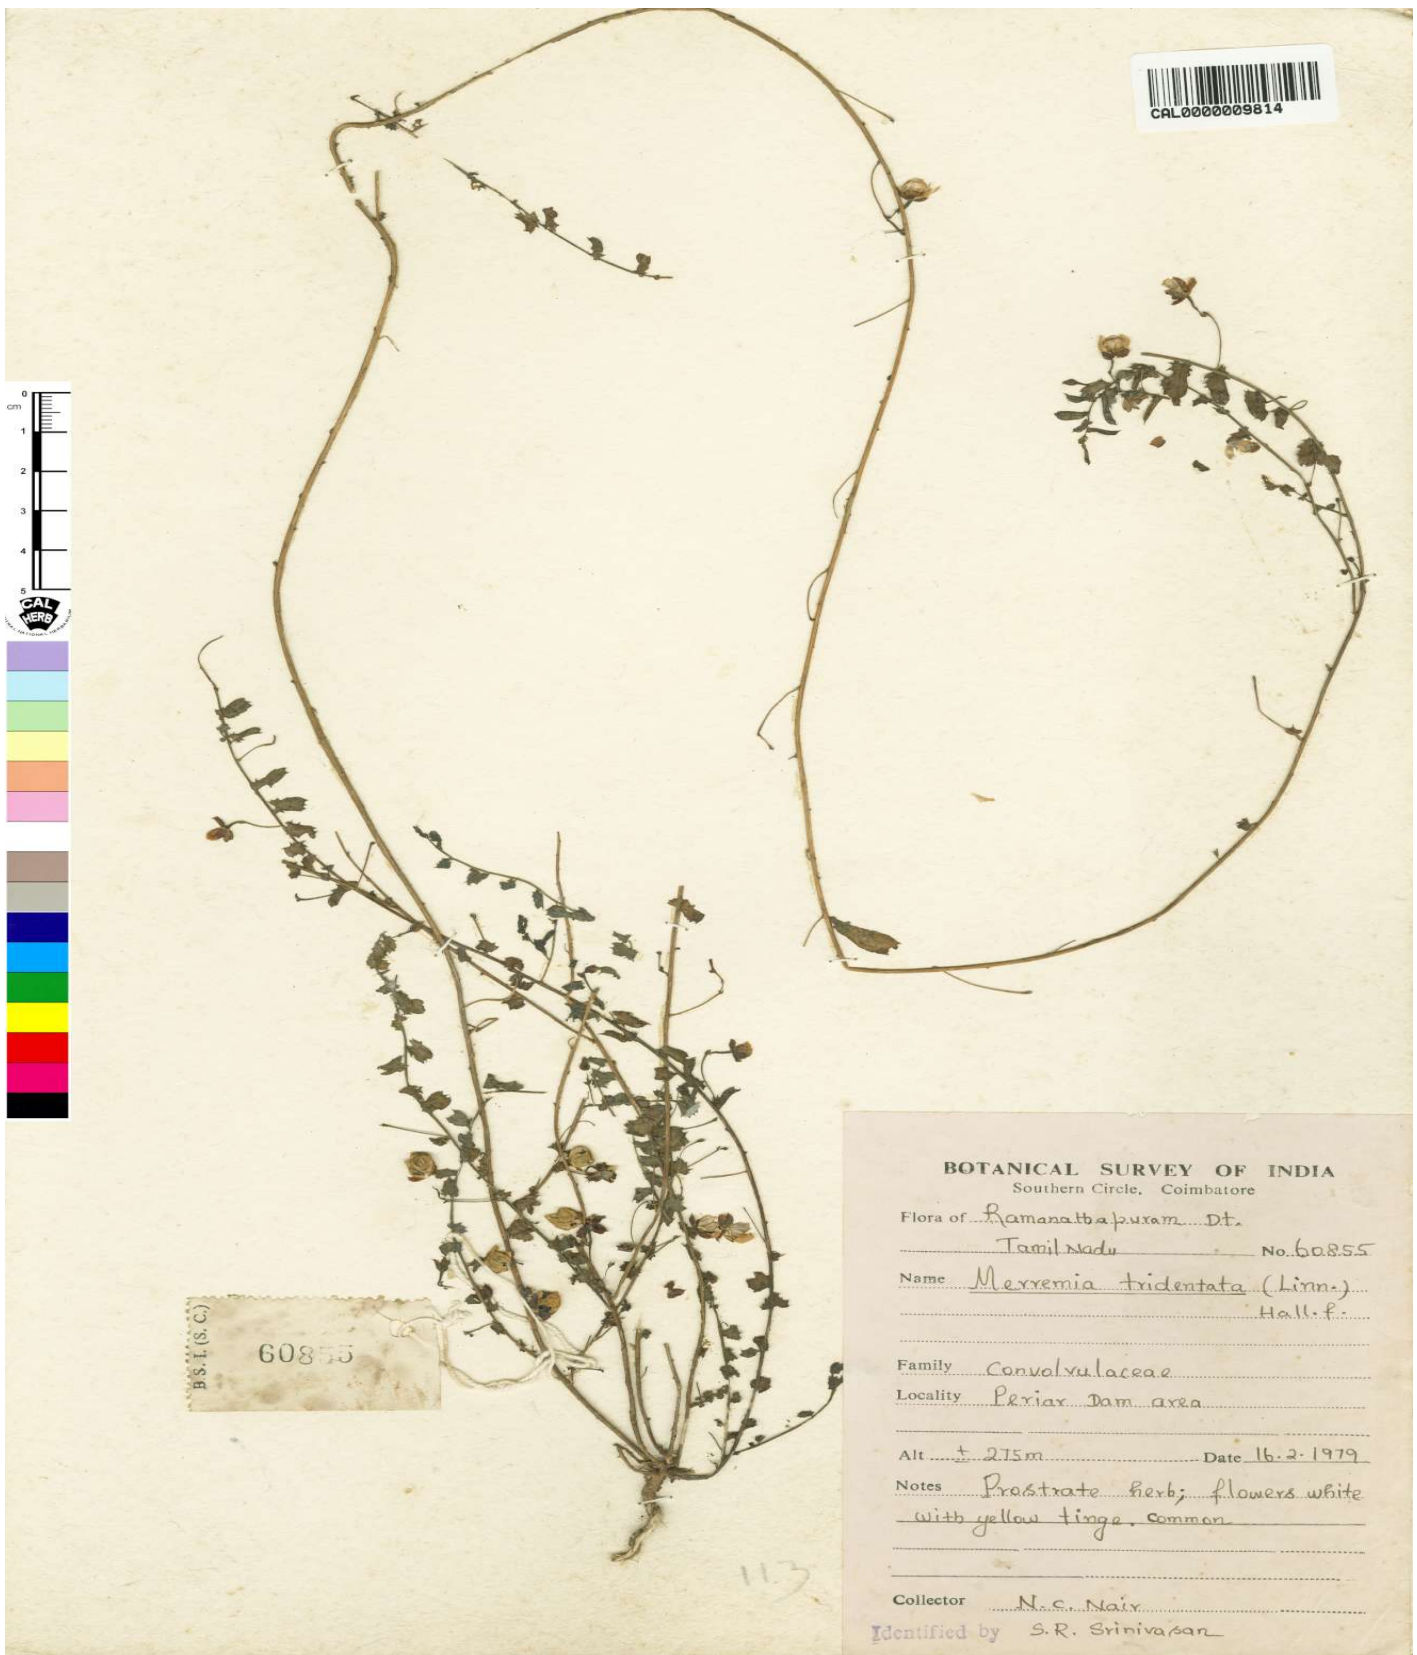 CAL0000009814
0
cm
1
2
3
4
5
CAL
HERB
BOTANICAL SURVEY OF INDIA
Southern Circle, Coimbatore
Flora of Ramanathapuram Dt.
Tamil Nadu No. 60855
Name Merremia tridentata (Linn.)
Hall. f.
Family Convolvulaceae
Locality Periar Dam area
Alt ± 275m Date 16.2.1979
Notes Prostrate herb; flowers white
with yellow tinge. Common
Collector N. C. Nair
Identified by S.R. Srinivasan
B S. I. (S. C.)
60855
113